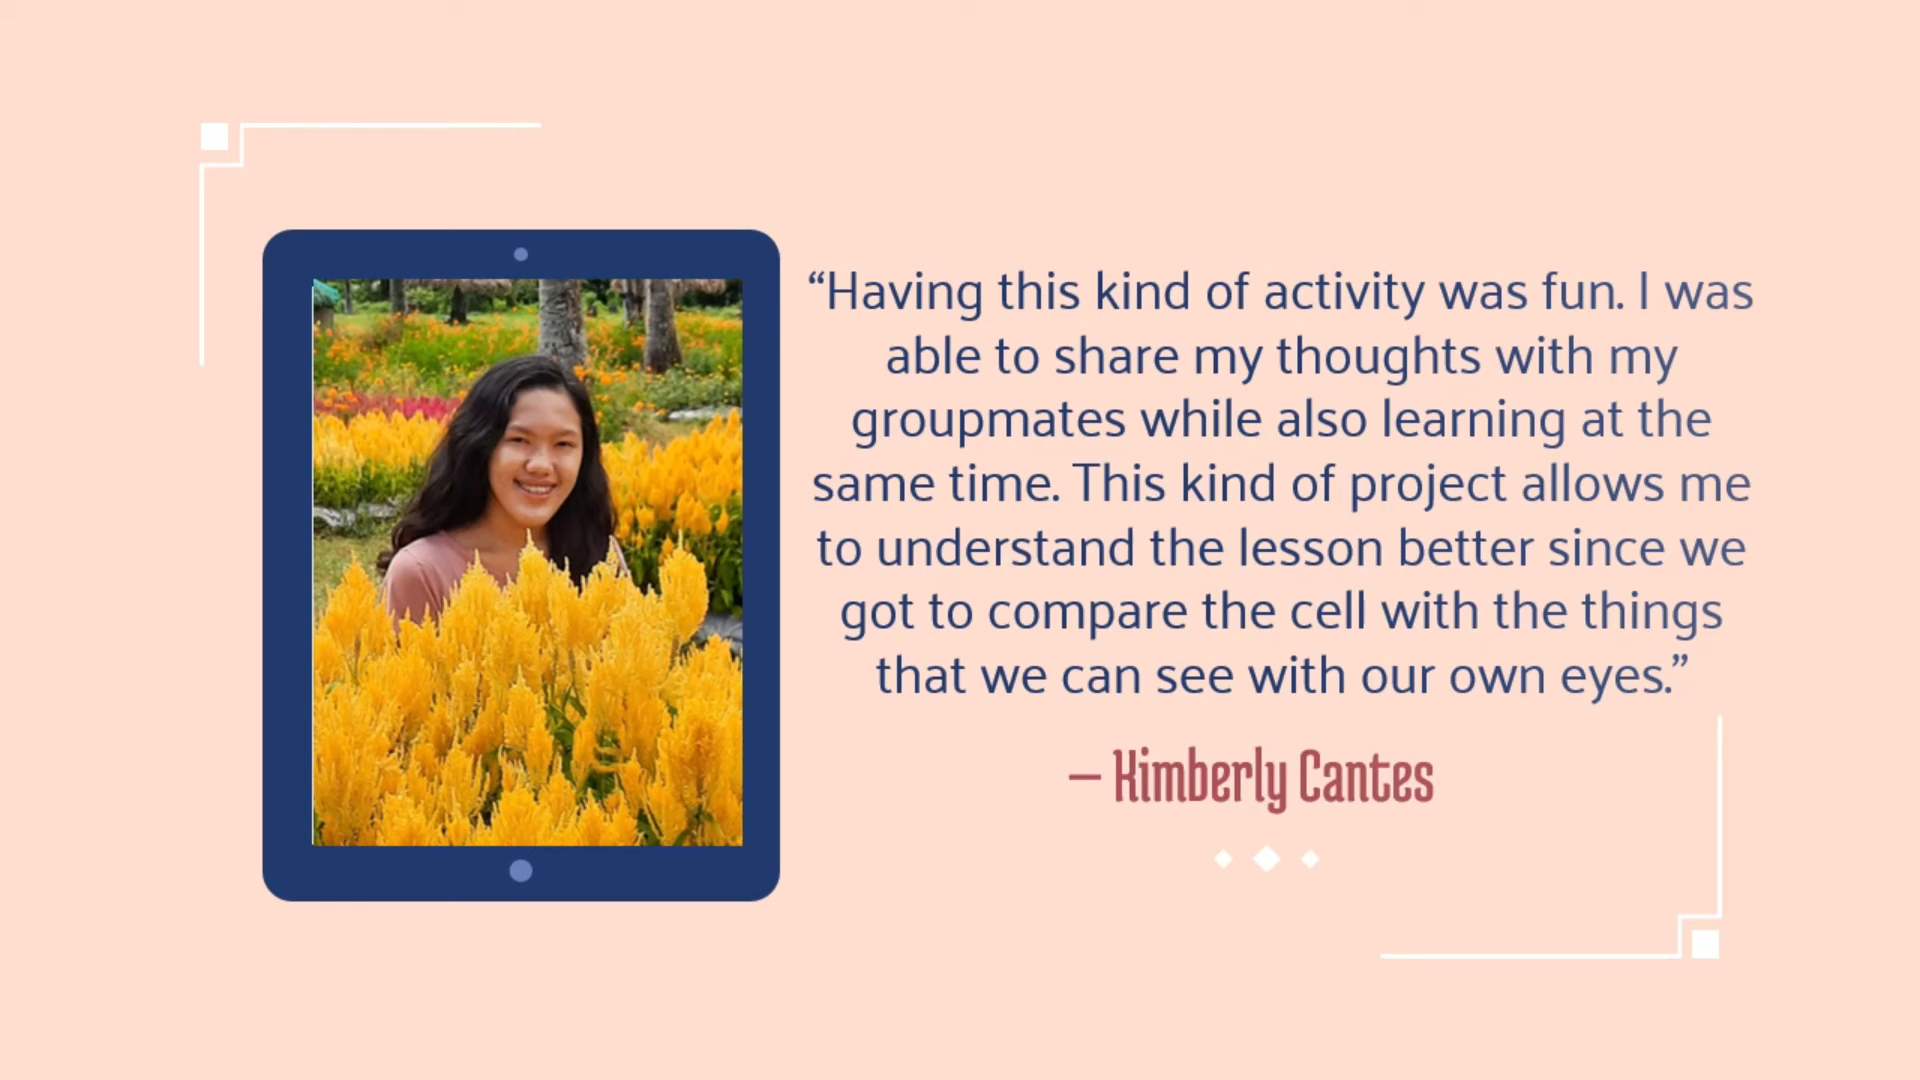 “Having this kind of activity was fun. I was
able to share my thoughts with my
groupmates while also learning at the
same time. This kind of project allows me
to understand the lesson better since we
got to compare the cell with the things
that we can see with our own eyes.”
– Kimberly Cantes